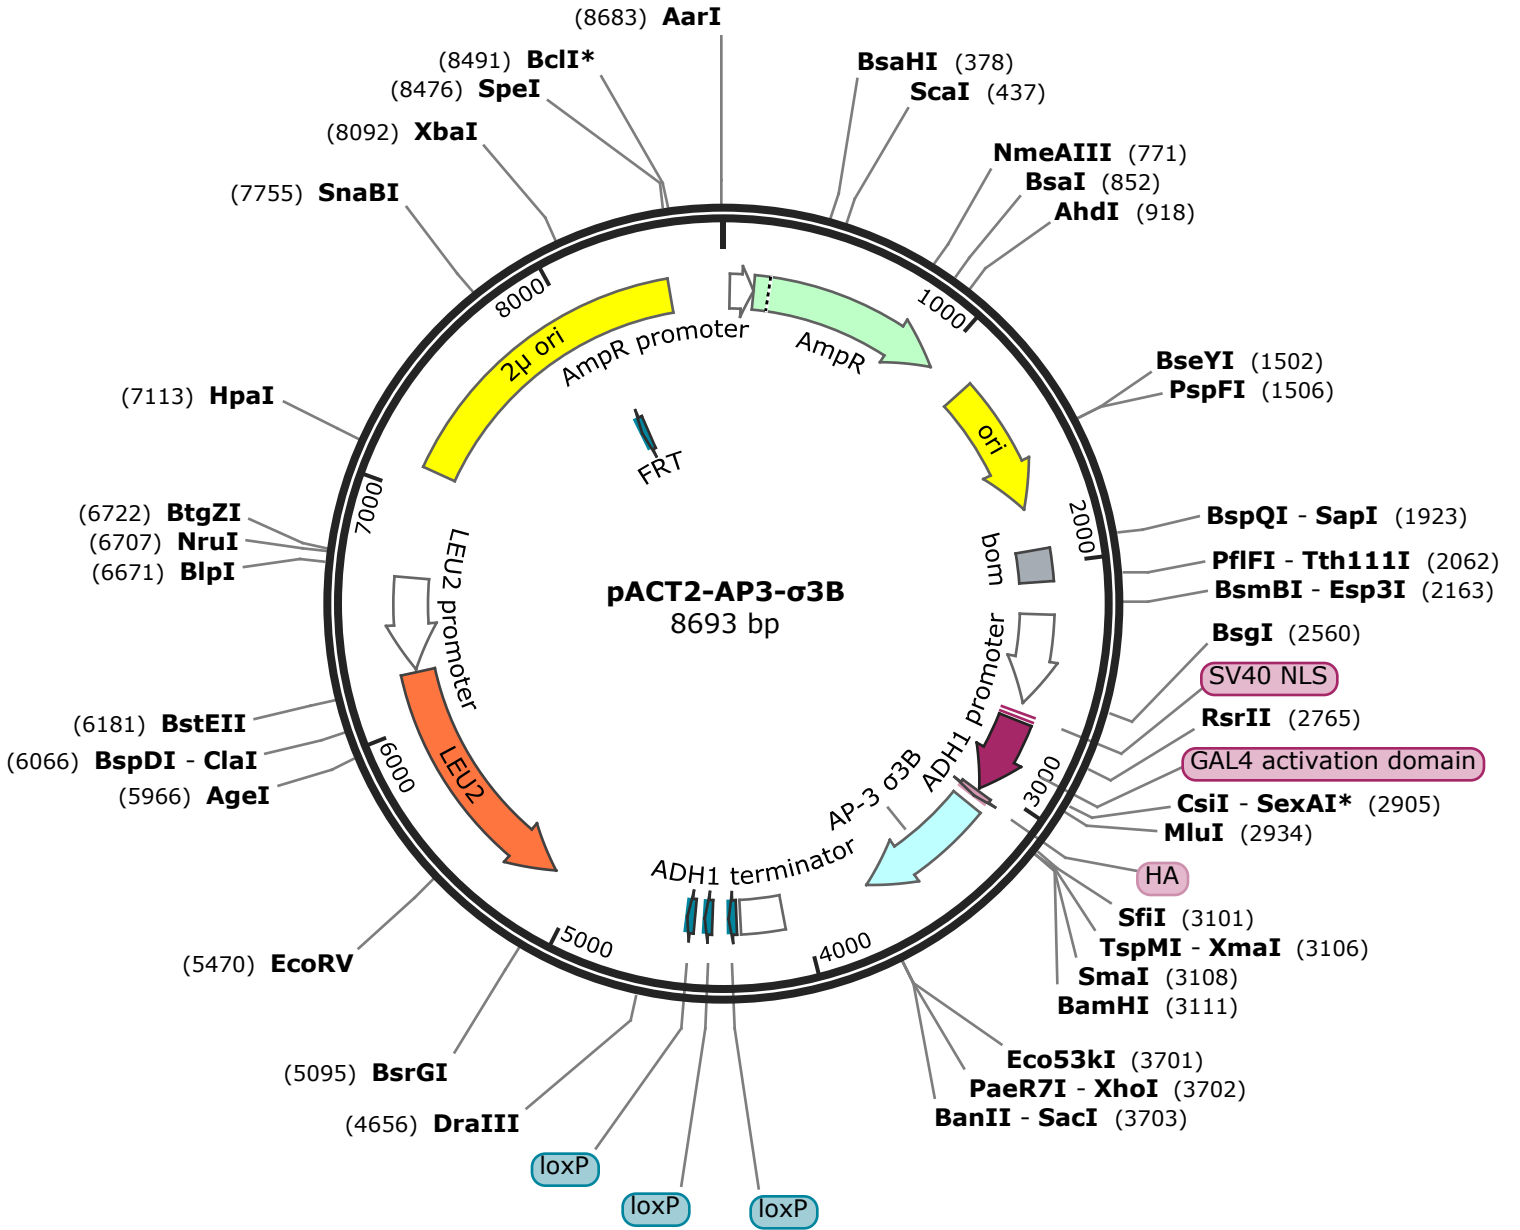 (8683) AarI
(8491) BclI*
(8476) SpeI
(8092) XbaI
(7755) SnaBI
(7113) HpaI
(6722) BtgZI
(6707) NruI
(6671) BlpI
(6181) BstEII
(6066) BspDI - ClaI
(5966) AgeI
(5470) EcoRV
(5095) BsrGI
(4656) DraIII
loxP
loxP
loxP
BsaHI (378)
ScaI (437)
NmeAIII (771)
BsaI (852)
AhdI (918)
BseYI (1502)
PspFI (1506)
BspQI - SapI (1923)
PflFI - Tth111I (2062)
BsmBI - Esp3I (2163)
BsgI (2560)
SV40 NLS
RsrII (2765)
GAL4 activation domain
CsiI - SexAI* (2905)
MluI (2934)
HA
SfiI (3101)
TspMI - XmaI (3106)
SmaI (3108)
BamHI (3111)
Eco53kI (3701)
PaeR7I - XhoI (3702)
BanII - SacI (3703)
1000
2000
3000
4000
5000
6000
7000
8000
2μ ori
AmpR promoter
AmpR
ori
bom
FRT
LEU2 promoter
LEU2
ADH1 promoter
AP-3 σ3B
ADH1 terminator
pACT2-AP3-σ3B
8693 bp